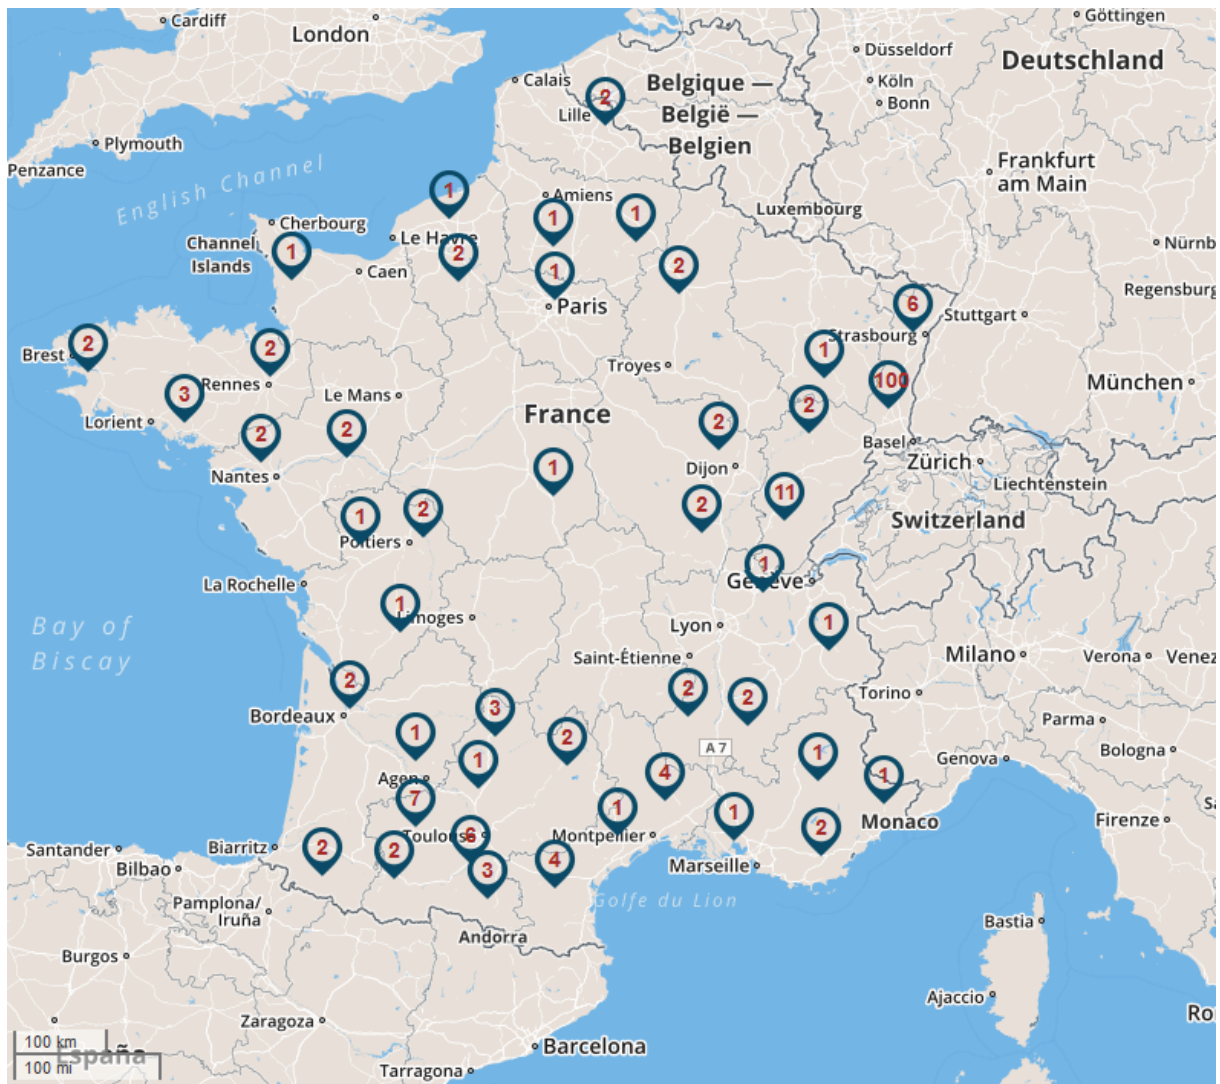 Cardiff
London
Göttingen
Düsseldorf
Deutschland
Calais
Belgique —
België —
Belgien
Köln
Bonn
2
Lille
Plymouth
Penzance
English Channel
Frankfurt
am Main
1
Amiens
1
1
Luxembourg
Cherbourg
Channel
Islands
Le Havre
Nürnb
1
2
Caen
1
2
Regensburg
6
Paris
Stuttgart
Strasbourg
2
Brest
2
1
Troyes
100
München
Rennes
3
Le Mans
France
2
Lorient
2
2
2
Basel
Zürich
Nantes
1
Dijon
Liechtenstein
11
2
1
2
Switzerland
Poitiers
1
Genève
La Rochelle
1
Limoges
Lyon
1
Bay of
Biscay
Saint-Étienne
Milano
Verona
Venez
2
2
2
Torino
Bordeaux
3
Parma
1
2
A 7
1
Bologna
1
Genova
Agen
4
1
7
1
1
Monaco
Firenze
Sa
Toulouse
6
Montpellier
2
Santander
Biarritz
2
2
4
Marseille
Bilbao
3
Golfe du Lion
Pamplona/
Iruña
Bastia
Andorra
Burgos
Ajaccio
Ro
Zaragoza
100 km
España
Barcelona
100 mi
Tarragona